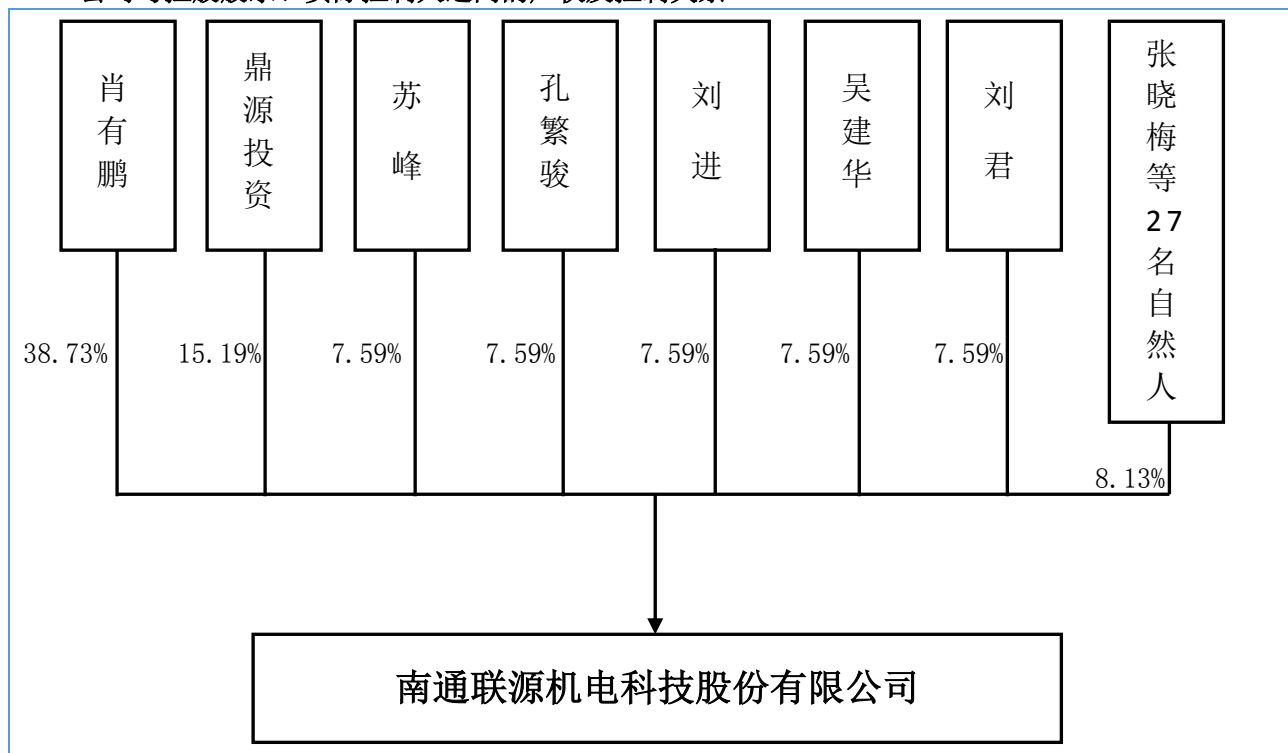 肖有鹏
鼎源投资
苏峰
孔繁骏
刘进
吴建华
刘君
张晓梅等27名自然人
38.73%
15.19%
7.59%
7.59%
7.59%
7.59%
7.59%
8.13%
南通联源机电科技股份有限公司